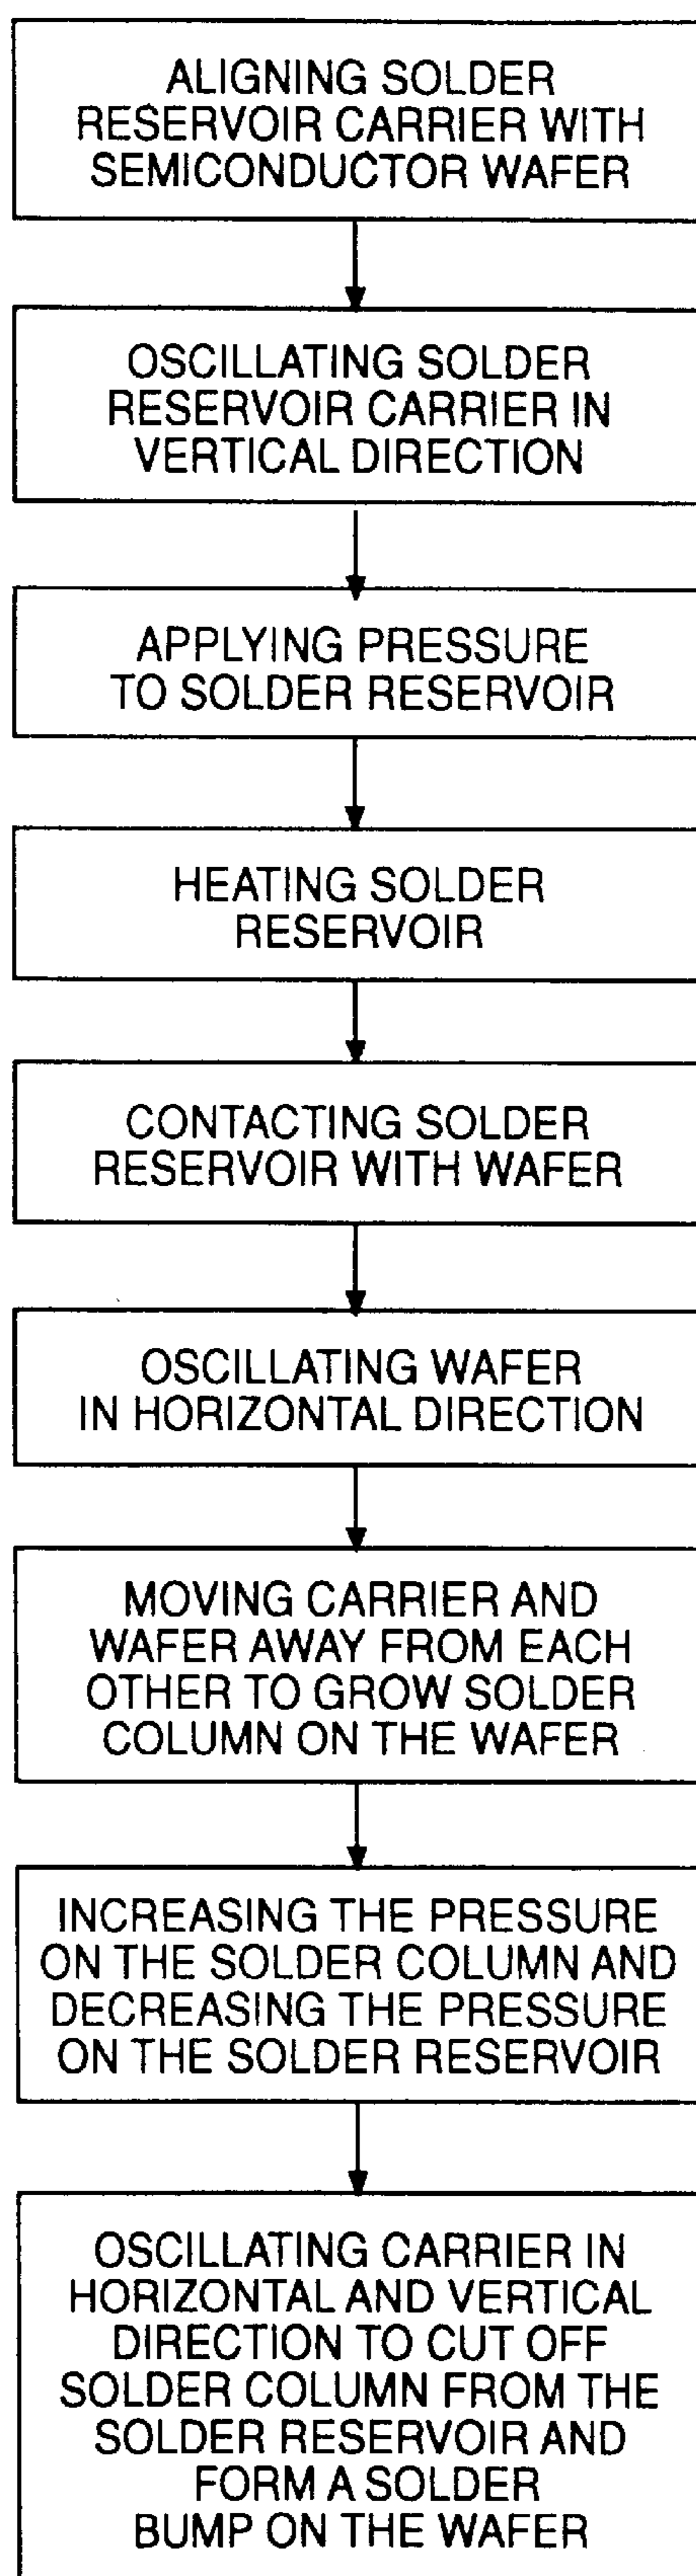 ALIGNING SOLDER
RESERVOIR CARRIER WITH
SEMICONDUCTOR WAFER
OSCILLATING SOLDER
RESERVOIR CARRIER IN
VERTICAL DIRECTION
APPLYING PRESSURE
TO SOLDER RESERVOIR
HEATING SOLDER
RESERVOIR
CONTACTING SOLDER
RESERVOIR WITH WAFER
OSCILLATING WAFER
IN HORIZONTAL DIRECTION
MOVING CARRIER AND
WAFER AWAY FROM EACH
OTHER TO GROW SOLDER
COLUMN ON THE WAFER
INCREASING THE PRESSURE
ON THE SOLDER COLUMN AND
DECREASING THE PRESSURE
ON THE SOLDER RESERVOIR
OSCILLATING CARRIER IN
HORIZONTAL AND VERTICAL
DIRECTION TO CUT OFF
SOLDER COLUMN FROM THE
SOLDER RESERVOIR AND
FORM A SOLDER
BUMP ON THE WAFER